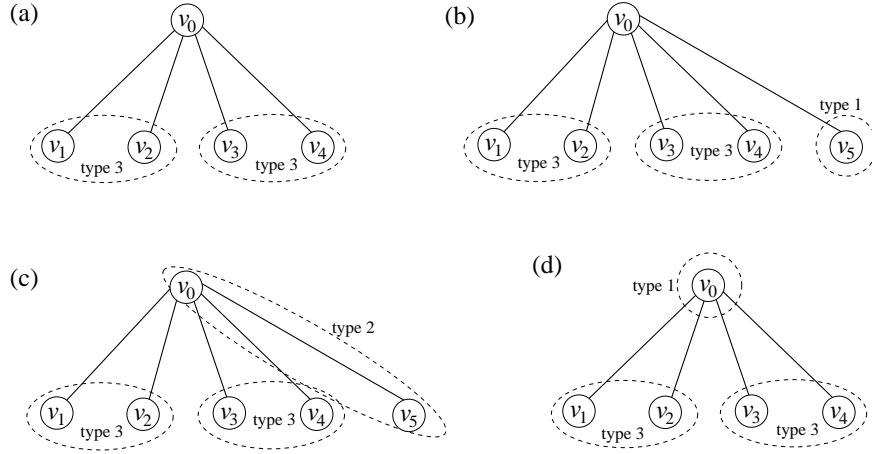 (a)
v0
v1 v2 v3 v4
type 3 type 3
(b)
v0
type 1
v1 v2 v3 v4 v5
type 3 type 3
(c)
v0
type 2
v1 v2 v3 v4 v5
type 3 type 3
(d)
type 1 v0
v1 v2 v3 v4
type 3 type 3